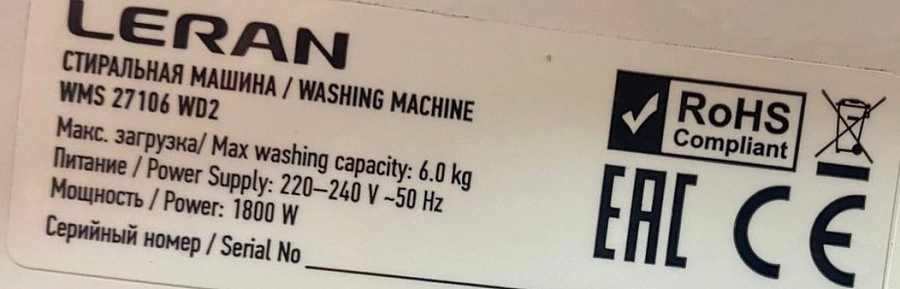 LERAN
СТИРАЛЬНАЯ МАШИНА / WASHING MACHINE
WMS 27106 WD2
Макс. загрузка/ Max washing capacity: 6.0 kg
Питание / Power Supply: 220–240 V ~50 Hz
Мощность / Power: 1800 W
Серийный номер / Serial No
RoHS
Compliant
EAC CE